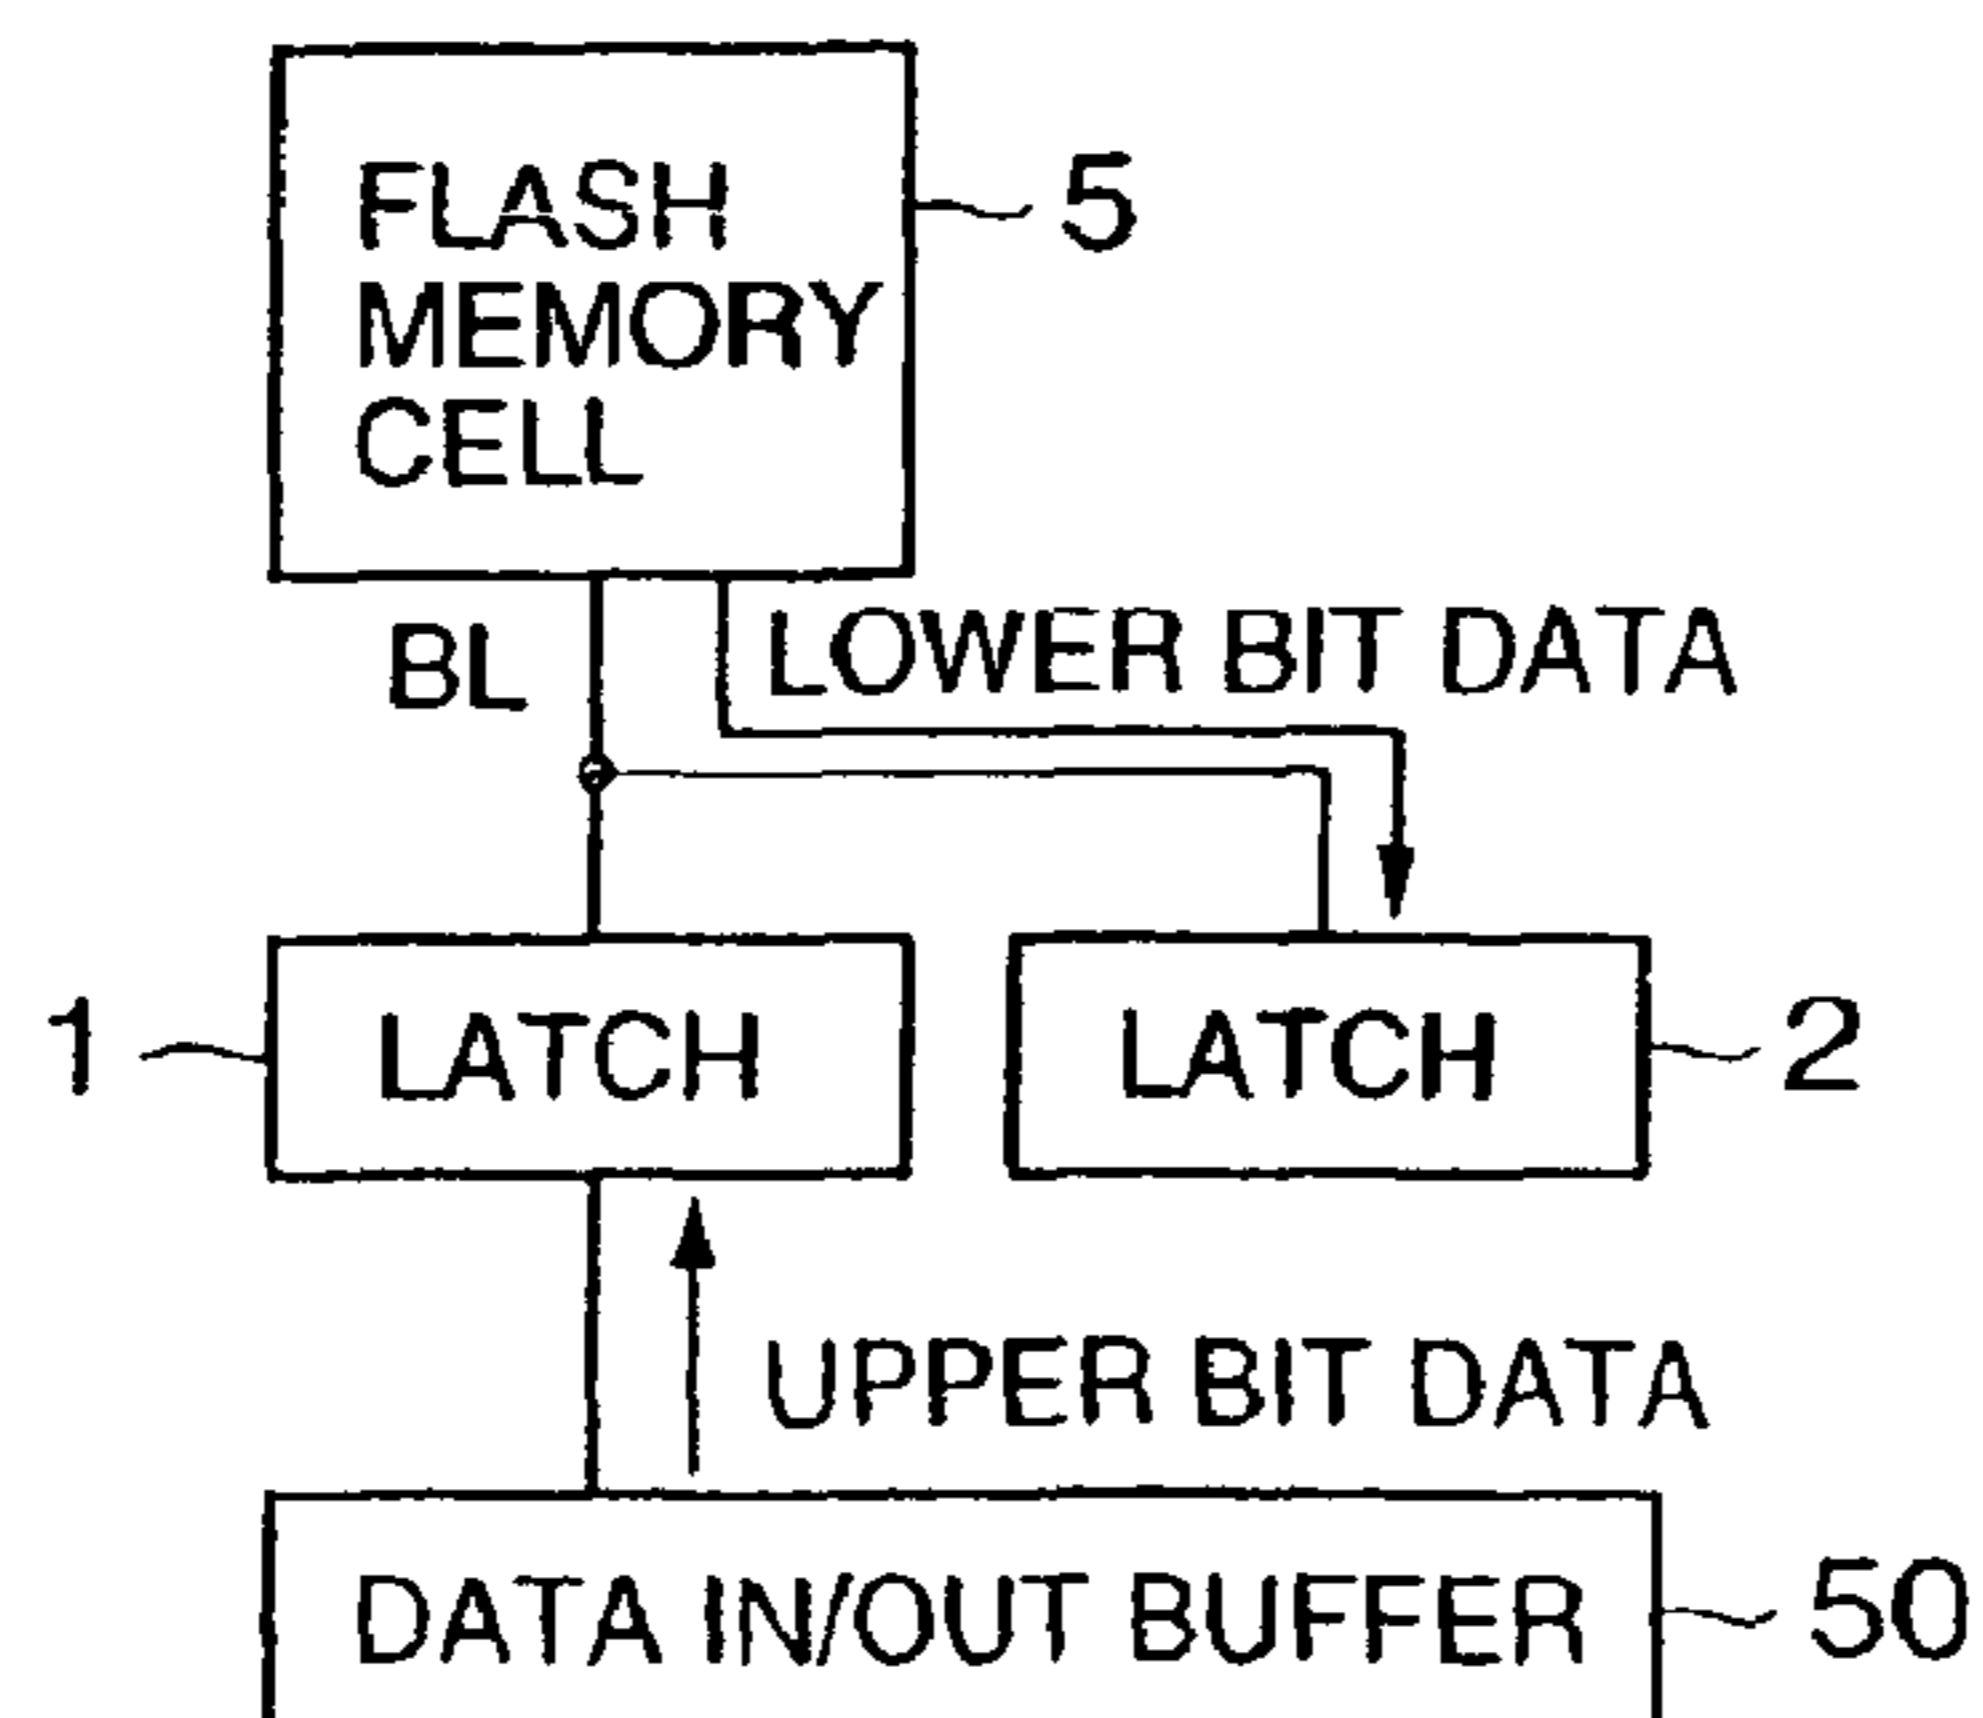 FLASH
MEMORY
CELL
5
BL
LOWER BIT DATA
1
LATCH
LATCH
2
UPPER BIT DATA
DATA IN/OUT BUFFER
50